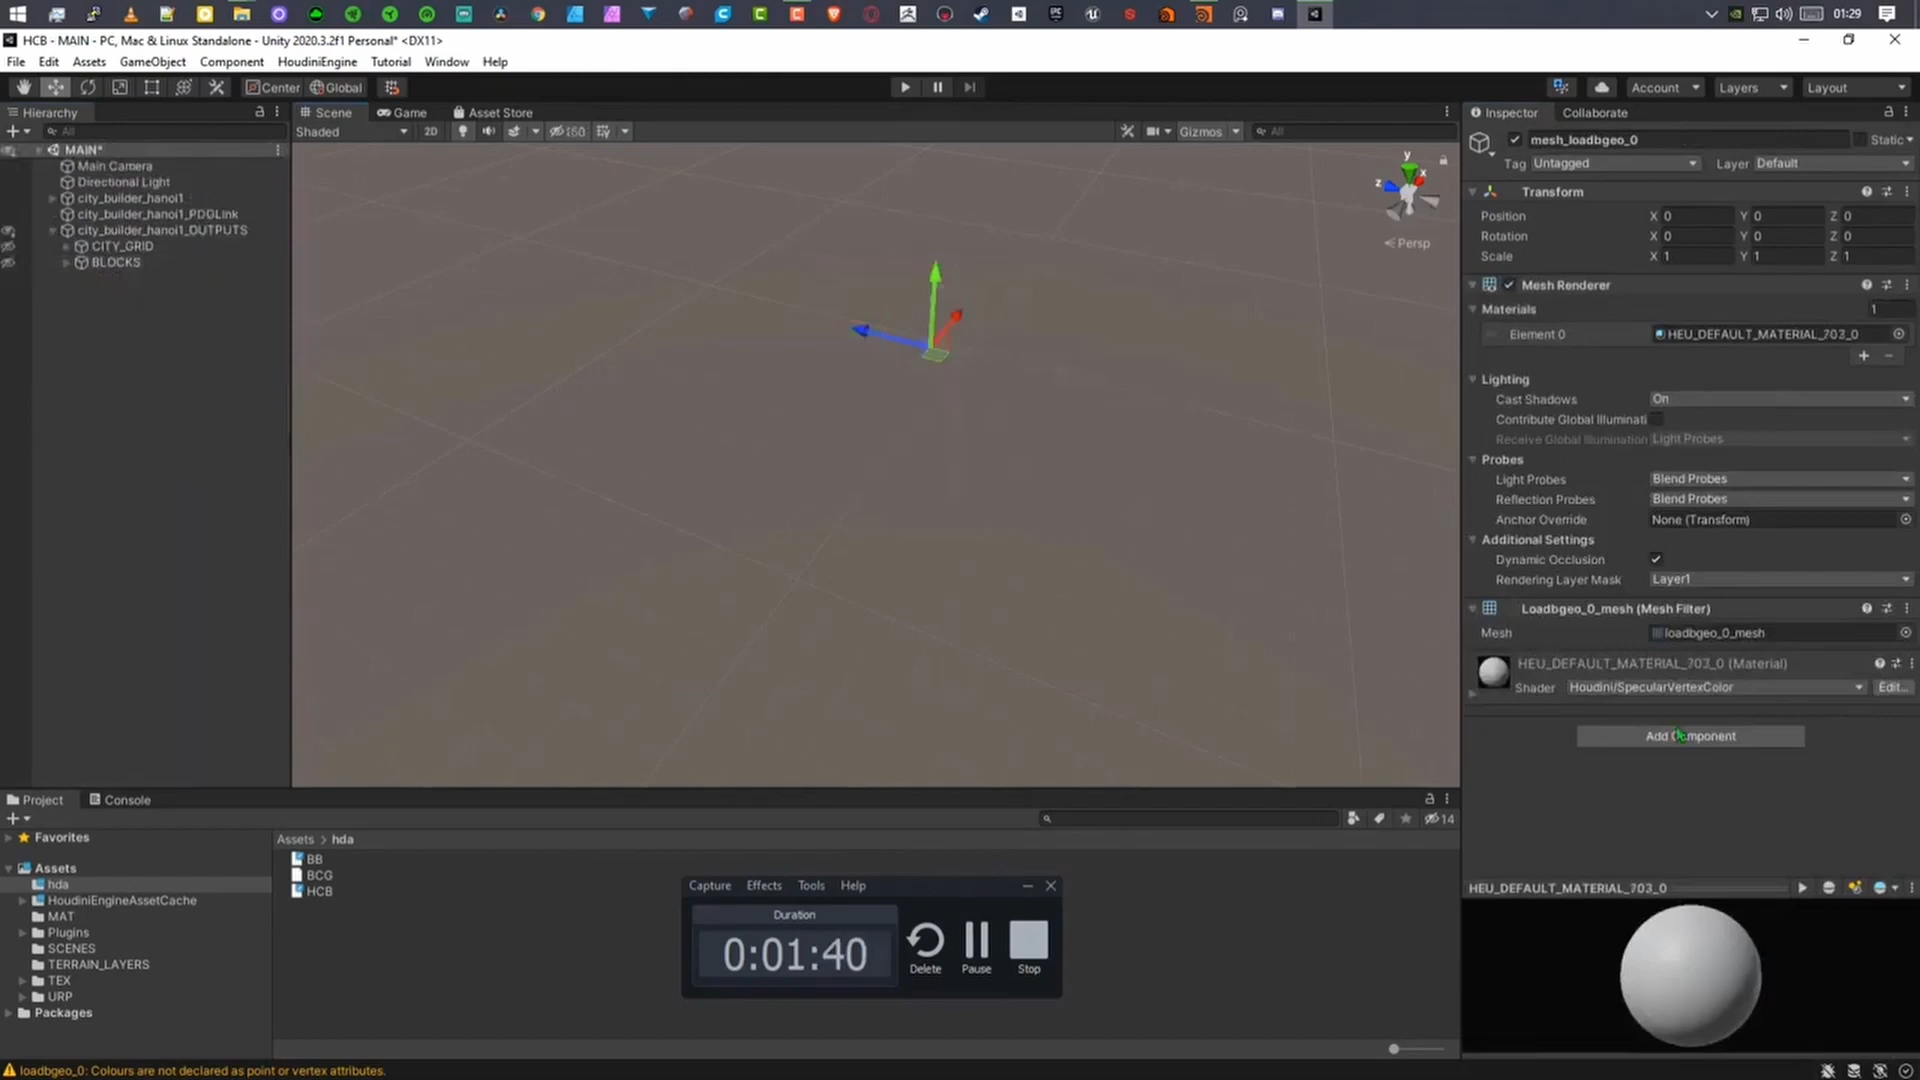 01:29
HCB - MAIN - PC, Mac & Linux Standalone - Unity 2020.3.2f1 Personal* <DX11>
File Edit Assets GameObject Component HoudiniEngine Tutorial Window Help
Center Global Account Layers Layout
Hierarchy
All
MAIN*
Main Camera
Directional Light
city_builder_hanoi1
city_builder_hanoi1_PDGLink
city_builder_hanoi1_OUTPUTS
CITY_GRID
BLOCKS
Scene Game Asset Store
Shaded 2D Gizmos All
y
x
z
Persp
Inspector Collaborate
mesh_loadbgeo_0 Static
Tag Untagged Layer Default
Transform
Position X 0 Y 0 Z 0
Rotation X 0 Y 0 Z 0
Scale X 1 Y 1 Z 1
Mesh Renderer
Materials 1
Element 0 HEU_DEFAULT_MATERIAL_703_0
Lighting
Cast Shadows On
Contribute Global Illuminati
Receive Global Illumination Light Probes
Probes
Light Probes Blend Probes
Reflection Probes Blend Probes
Anchor Override None (Transform)
Additional Settings
Dynamic Occlusion
Rendering Layer Mask Layer1
Loadbgeo_0_mesh (Mesh Filter)
Mesh loadbgeo_0_mesh
HEU_DEFAULT_MATERIAL_703_0 (Material)
Shader Houdini/SpecularVertexColor Edit...
Add Component
HEU_DEFAULT_MATERIAL_703_0
Project Console
14
Favorites
Assets
hda
HoudiniEngineAssetCache
MAT
Plugins
SCENES
TERRAIN_LAYERS
TEX
URP
Packages
Assets > hda
BB
BCG
HCB
Capture Effects Tools Help
Duration
0:01:40
Delete Pause Stop
loadbgeo_0: Colours are not declared as point or vertex attributes.